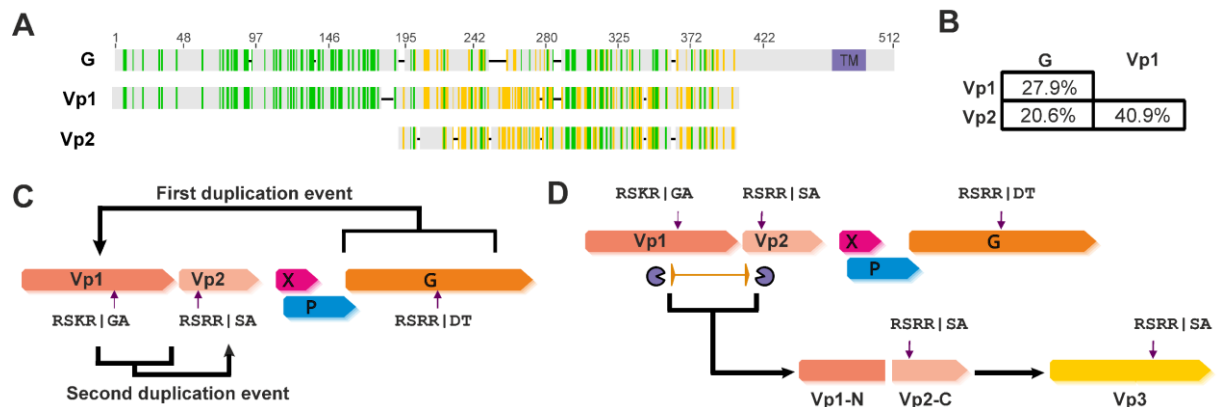 A
1 48 97 146 195 235 280 325 372 422 512
G TM
Vp1
Vp2
B
G Vp1
Vp1 27.9%
Vp2 20.6% 40.9%
C
First duplication event
Vp1 Vp2 X G
P
RSKR|GA RSRR|SA RSRR|DT
Second duplication event
D
RSKR|GA RSRR|SA RSRR|DT
Vp1 Vp2 X G
P
RSRR|SA RSRR|SA
Vp1-N Vp2-C Vp3